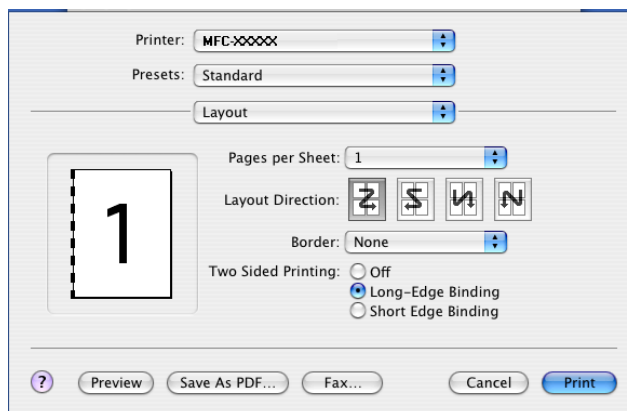 Printer: MFC-XXXXX
Presets: Standard
Layout
Pages per Sheet: 1
Layout Direction:
1
Border: None
Two Sided Printing: Off
Long-Edge Binding
Short Edge Binding
? Preview Save As PDF... Fax... Cancel Print